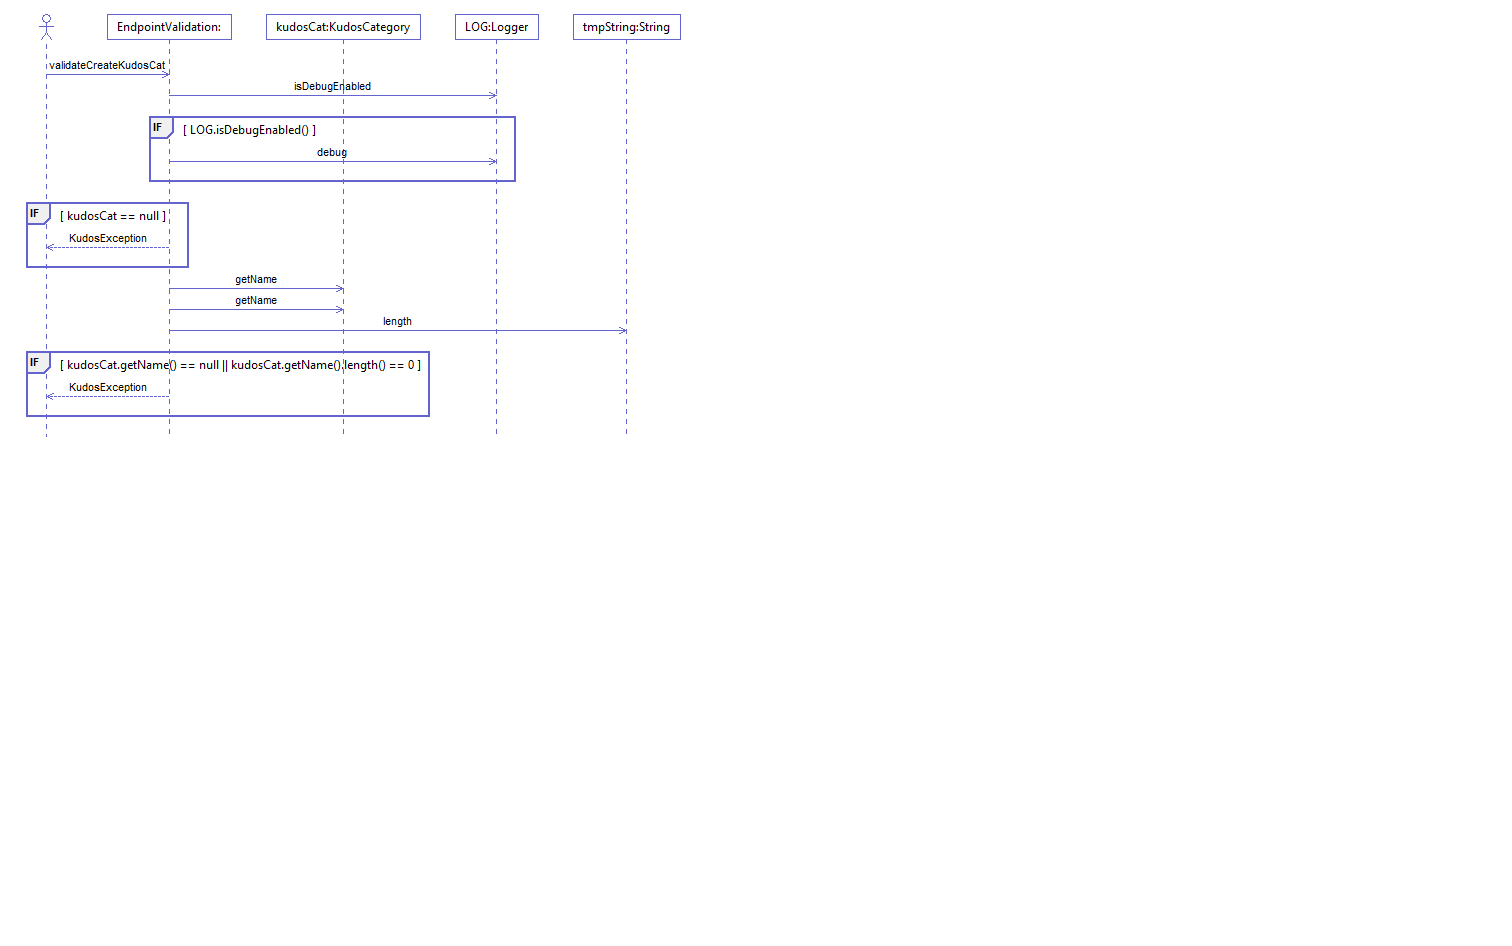 EndpointValidation:
kudosCat:KudosCategory
LOG:Logger
tmpString:String
validateCreateKudosCat
isDebugEnabled
IF
[ LOG.isDebugEnabled() ]
debug
IF
[ kudosCat == null ]
KudosException
getName
getName
length
IF
[ kudosCat.getName() == null || kudosCat.getName().length() == 0 ]
KudosException